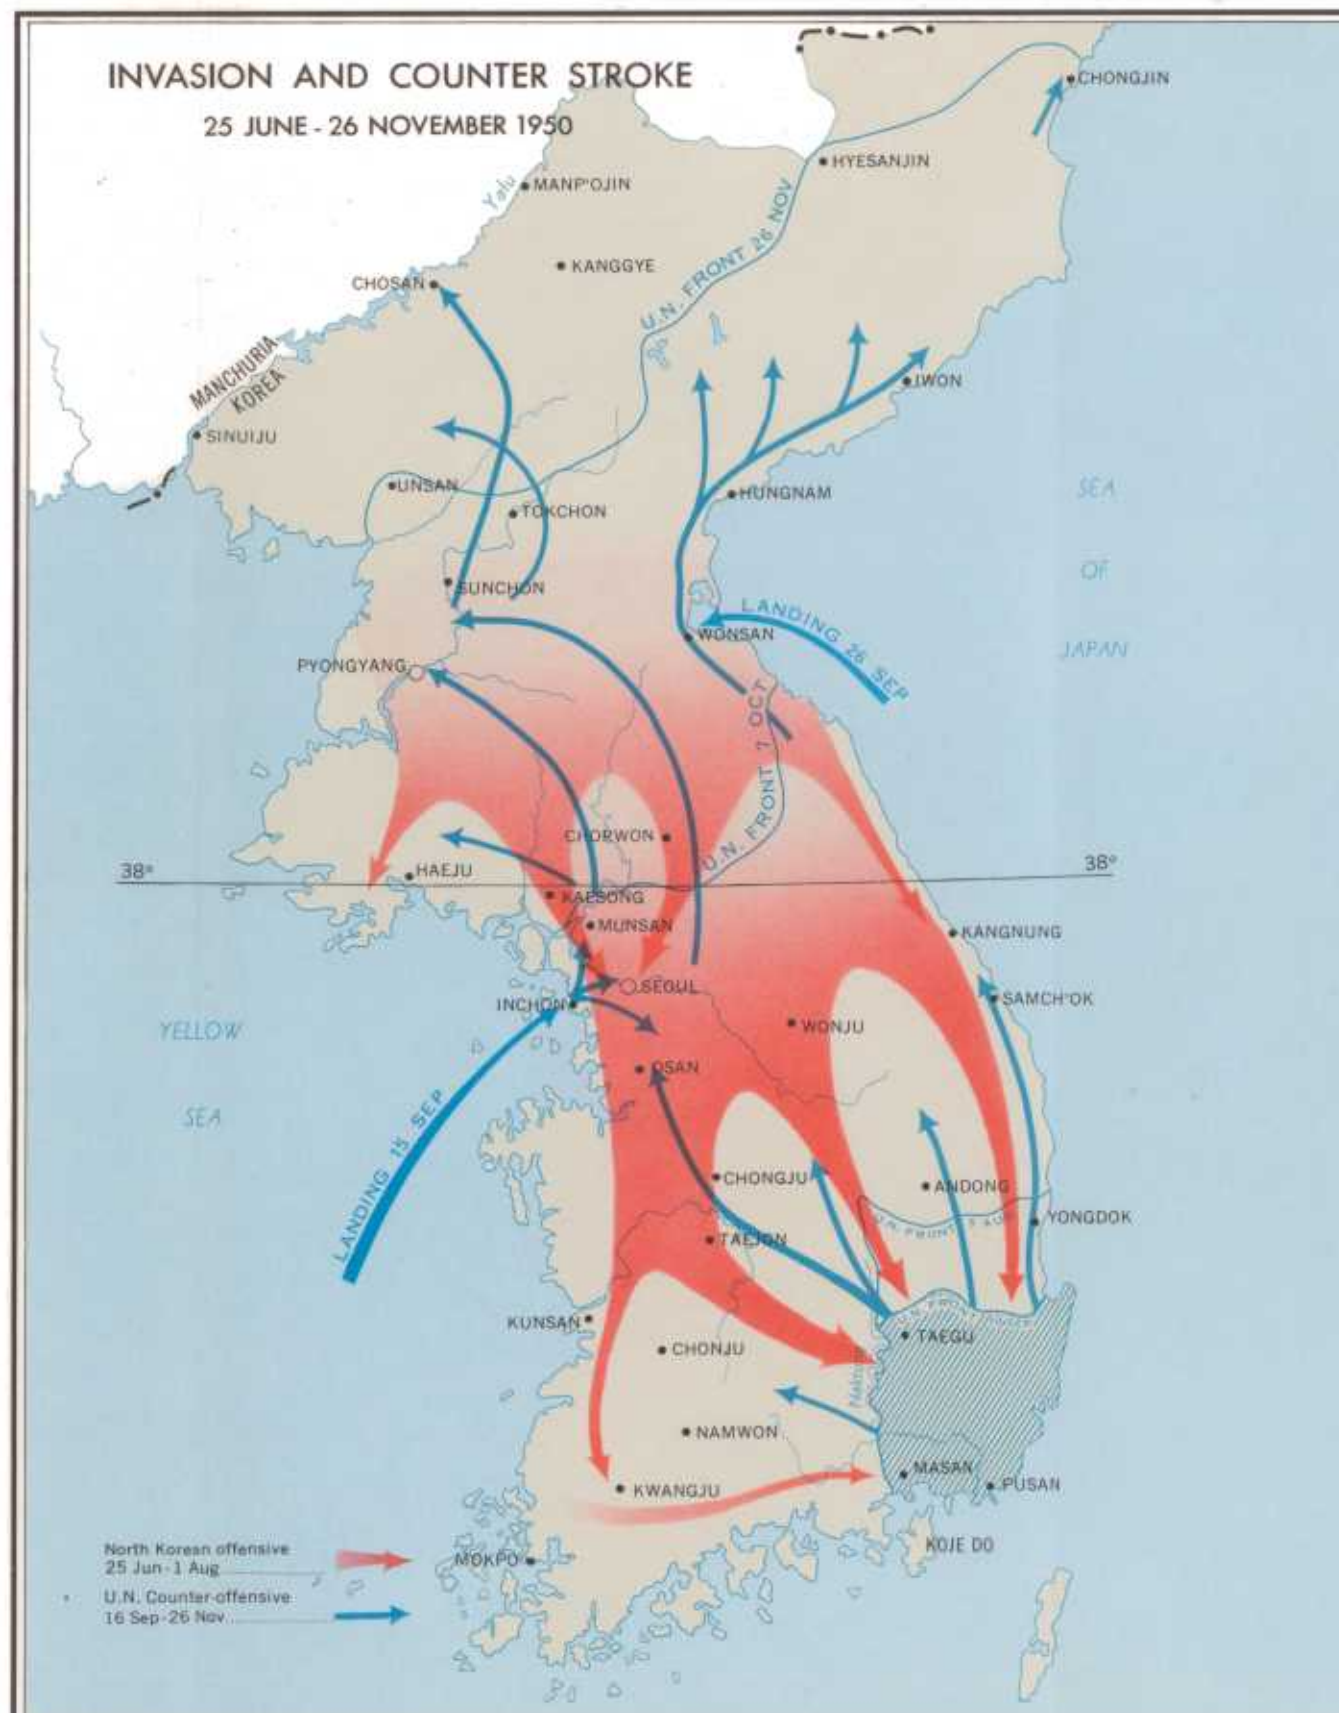 INVASION AND COUNTER STROKE
25 JUNE - 26 NOVEMBER 1950
CHONGJIN
HYESANJIN
Yalu
MANP'OJIN
U.N. FRONT 26 NOV
KANGGYE
CHOSAN
MANCHURIA
KOREA
IWON
SINUIJU
UNSAN
HUNGNAM
TOKCHON
SEA
OF
JAPAN
SUNCHON
LANDING 26 SEP
WONSAN
PYONGYANG
U.N. FRONT 7 OCT
CHORWON
38°
38°
HAEJU
KAESONG
MUNSAN
KANGNUNG
SEOUL
SAMCH'OK
INCHON
WONJU
YELLOW
SEA
OSAN
LANDING 15 SEP
CHONGJU
ANDONG
U.N. FRONT 1 AUG
YONGDOK
TAEJON
KUNSAN
TAEGU
CHONJU
NAMWON
MASAN
PUSAN
KWANGJU
KOJE DO
MOKPO
North Korean offensive
25 Jun-1 Aug
U.N. Counter-offensive
16 Sep-26 Nov